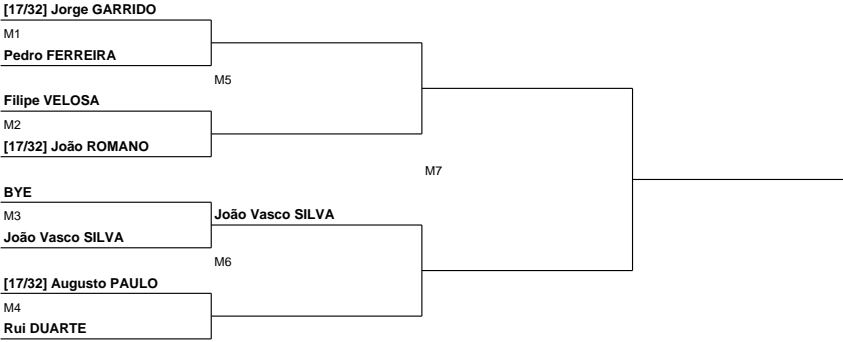 [17/32] Jorge GARRIDO
M1
Pedro FERREIRA
M5
Filipe VELOSA
M2
[17/32] João ROMANO
M7
BYE
M3
João Vasco SILVA
João Vasco SILVA
M6
[17/32] Augusto PAULO
M4
Rui DUARTE